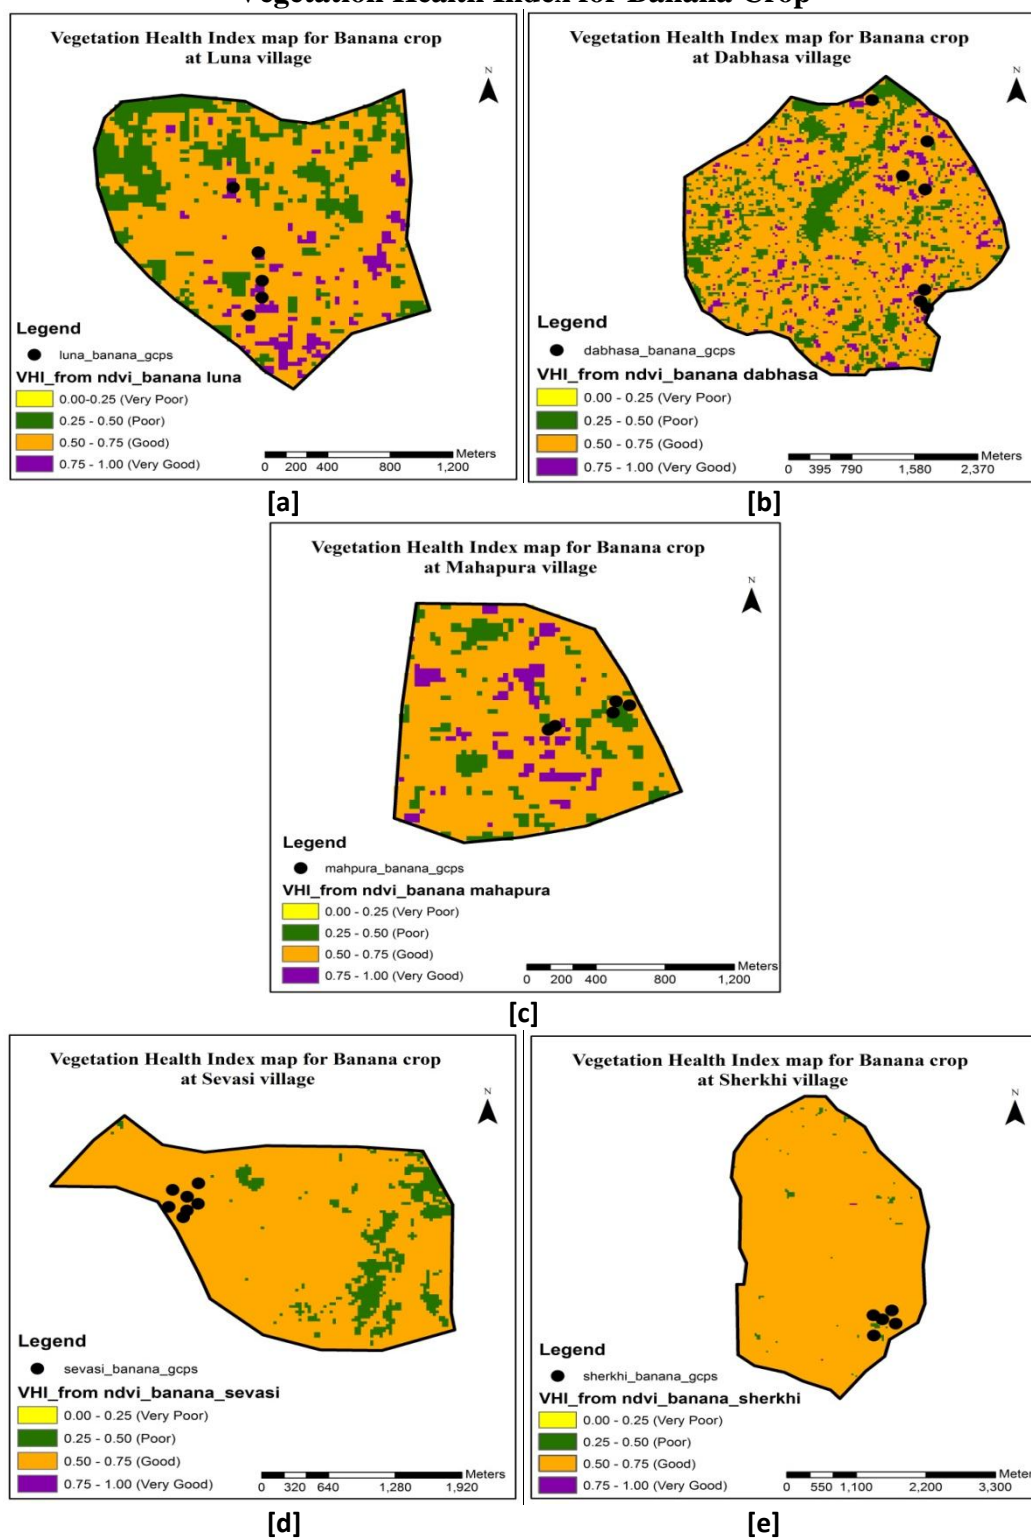 Vegetation Health Index for Banana Crop
Vegetation Health Index map for Banana crop
at Luna village
N
Legend
luna_banana_gcps
VHI_from ndvi_banana luna
0.00-0.25 (Very Poor)
0.25 - 0.50 (Poor)
0.50 - 0.75 (Good)
0.75 - 1.00 (Very Good)
Meters
0 200 400 800 1,200
[a]
Vegetation Health Index map for Banana crop
at Dabhasa village
N
Legend
dabhasa_banana_gcps
VHI_from ndvi_banana dabhasa
0.00 - 0.25 (Very Poor)
0.25 - 0.50 (Poor)
0.50 - 0.75 (Good)
0.75 - 1.00 (Very Good)
Meters
0 395 790 1,580 2,370
[b]
Vegetation Health Index map for Banana crop
at Mahapura village
N
Legend
mahpura_banana_gcps
VHI_from ndvi_banana mahapura
0.00 - 0.25 (Very Poor)
0.25 - 0.50 (Poor)
0.50 - 0.75 (Good)
0.75 - 1.00 (Very Good)
Meters
0 200 400 800 1,200
[c]
Vegetation Health Index map for Banana crop
at Sevasi village
N
Legend
sevasi_banana_gcps
VHI_from ndvi_banana_sevasi
0.00 - 0.25 (Very Poor)
0.25 - 0.50 (Poor)
0.50 - 0.75 (Good)
0.75 - 1.00 (Very Good)
Meters
0 320 640 1,280 1,920
[d]
Vegetation Health Index map for Banana crop
at Sherkhi village
N
Legend
sherkhi_banana_gcps
VHI_from ndvi_banana_sherkhi
0.00 - 0.25 (Very Poor)
0.25 - 0.50 (Poor)
0.50 - 0.75 (Good)
0.75 - 1.00 (Very Good)
Meters
0 550 1,100 2,200 3,300
[e]